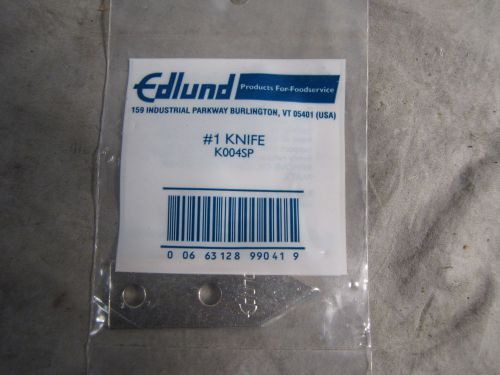 Edlund
Products For Foodservice
159 INDUSTRIAL PARKWAY BURLINGTON, VT 05401 (USA)
#1 KNIFE
K004SP
0 06 63128 99041 9